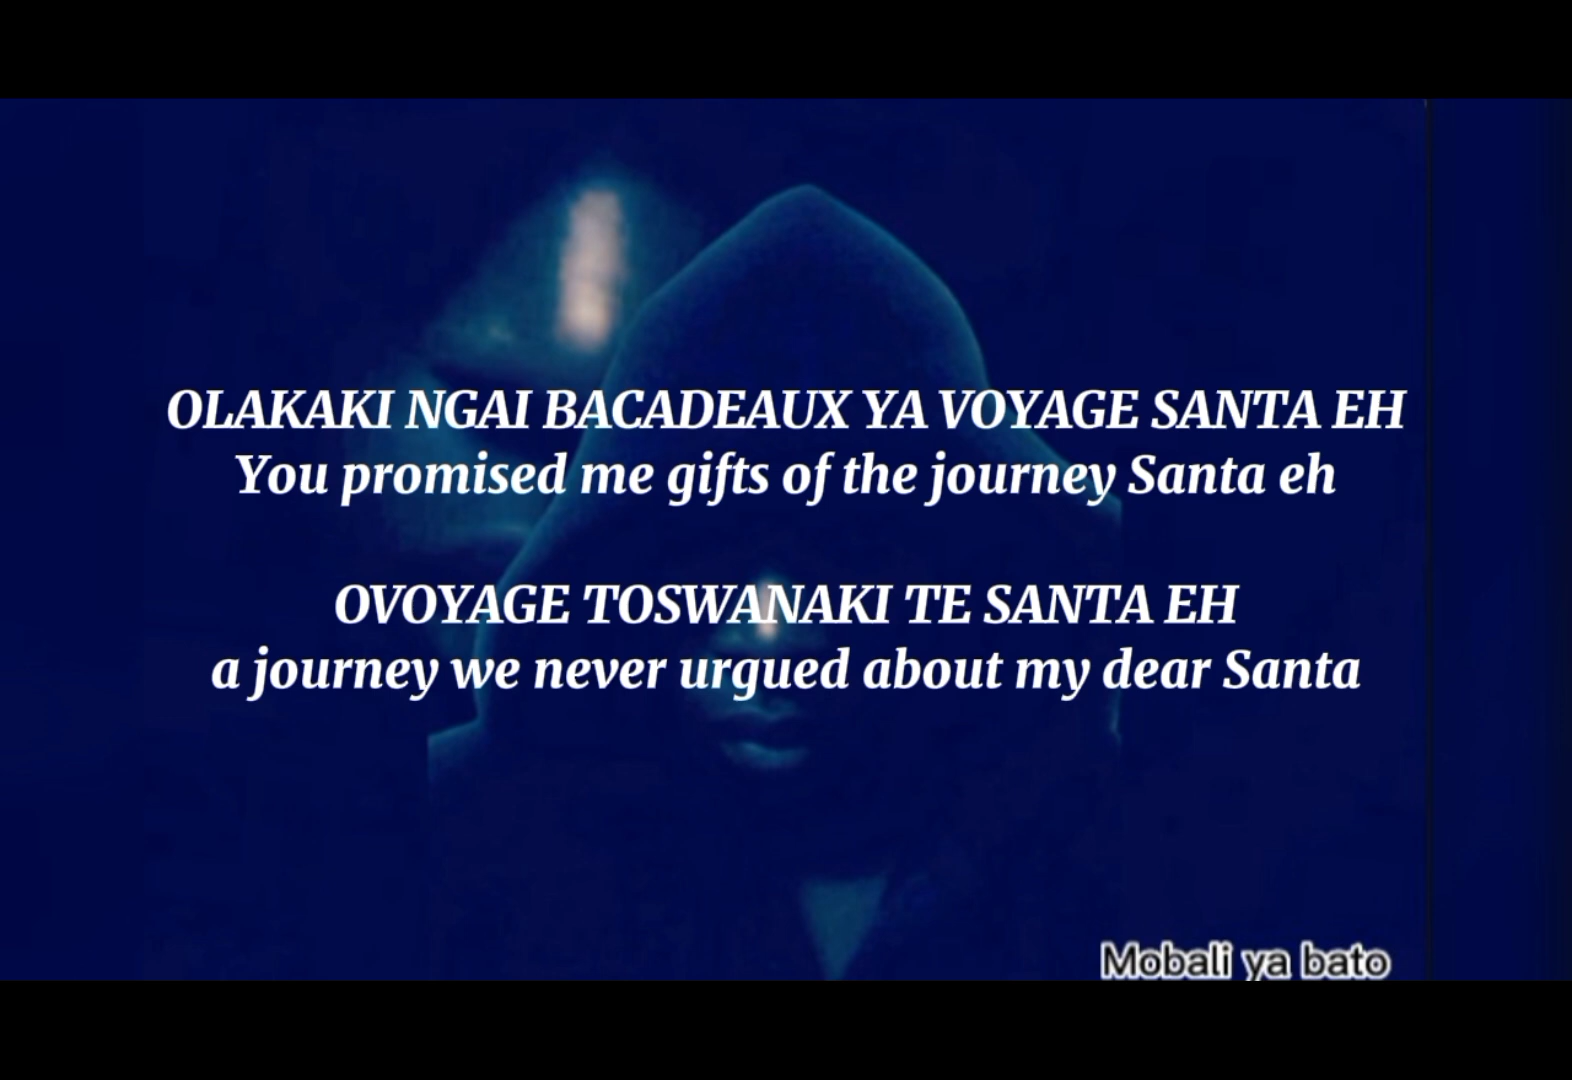 OLAKAKI NGAI BACADEAUX YA VOYAGE SANTA EH
You promised me gifts of the journey Santa eh
OVOYAGE TOSWANAKI TE SANTA EH
a journey we never urgued about my dear Santa
Mobali ya bato